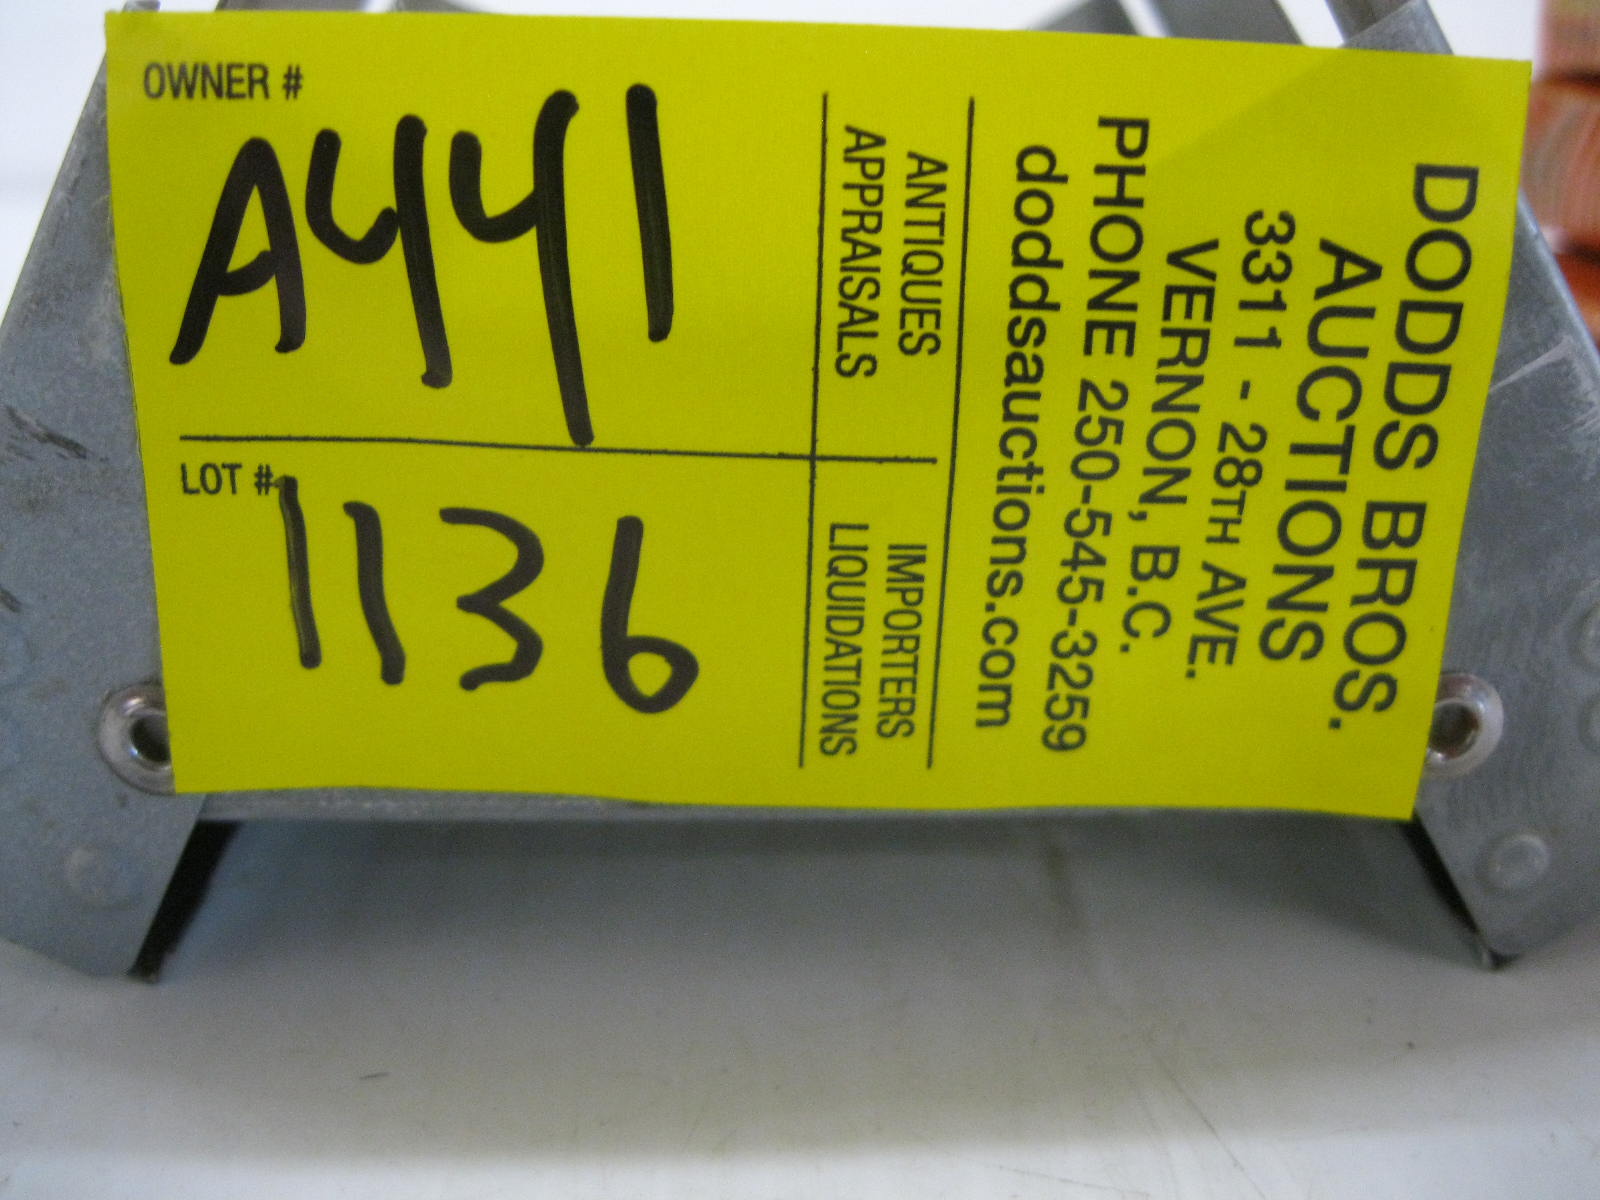 OWNER #
A441
LOT #
1136
ANTIQUES
APPRAISALS
IMPORTERS
LIQUIDATIONS
DODDS BROS.
AUCTIONS
3311 - 28TH AVE.
VERNON, B.C.
PHONE 250-545-3259
doddsauctions.com